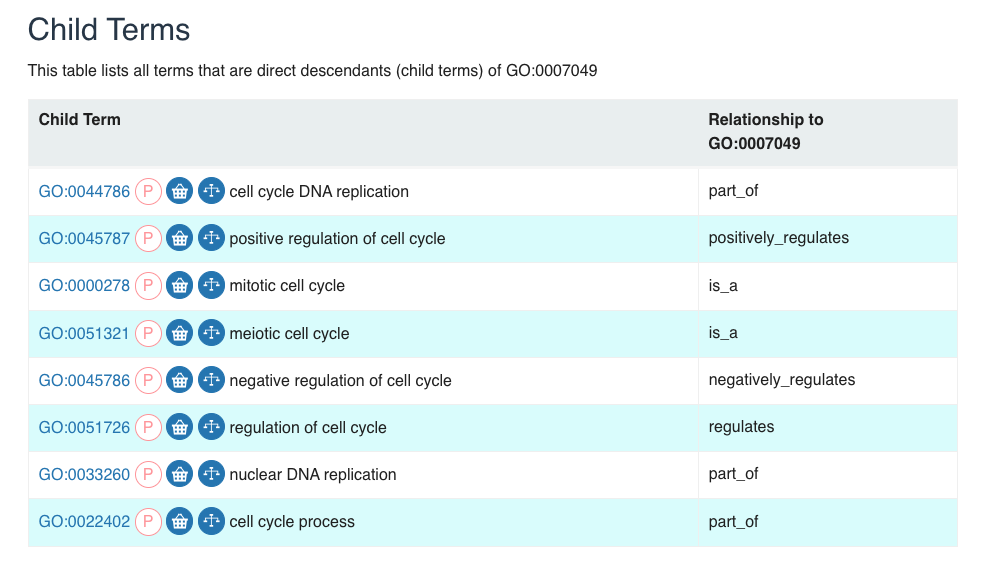 Child Terms
This table lists all terms that are direct descendants (child terms) of GO:0007049
Child Term Relationship to
GO:0007049
GO:0044786 P cell cycle DNA replication part_of
GO:0045787 P positive regulation of cell cycle positively_regulates
GO:0000278 P mitotic cell cycle is_a
GO:0051321 P meiotic cell cycle is_a
GO:0045786 P negative regulation of cell cycle negatively_regulates
GO:0051726 P regulation of cell cycle regulates
GO:0033260 P nuclear DNA replication part_of
GO:0022402 P cell cycle process part_of